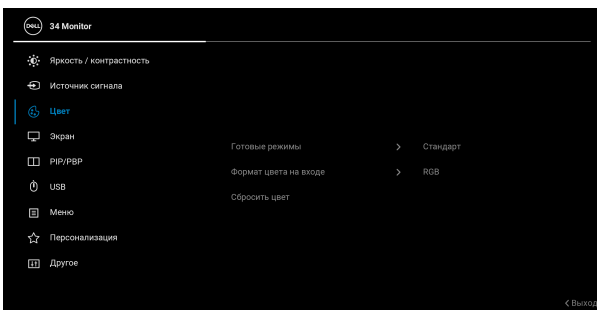 DELL 34 Monitor
Яркость / контрастность
Источник сигнала
Цвет
Экран
Готовые режимы Стандарт
PIP/PBP
Формат цвета на входе RGB
USB
Сбросить цвет
Меню
Персонализация
Другое
Выход